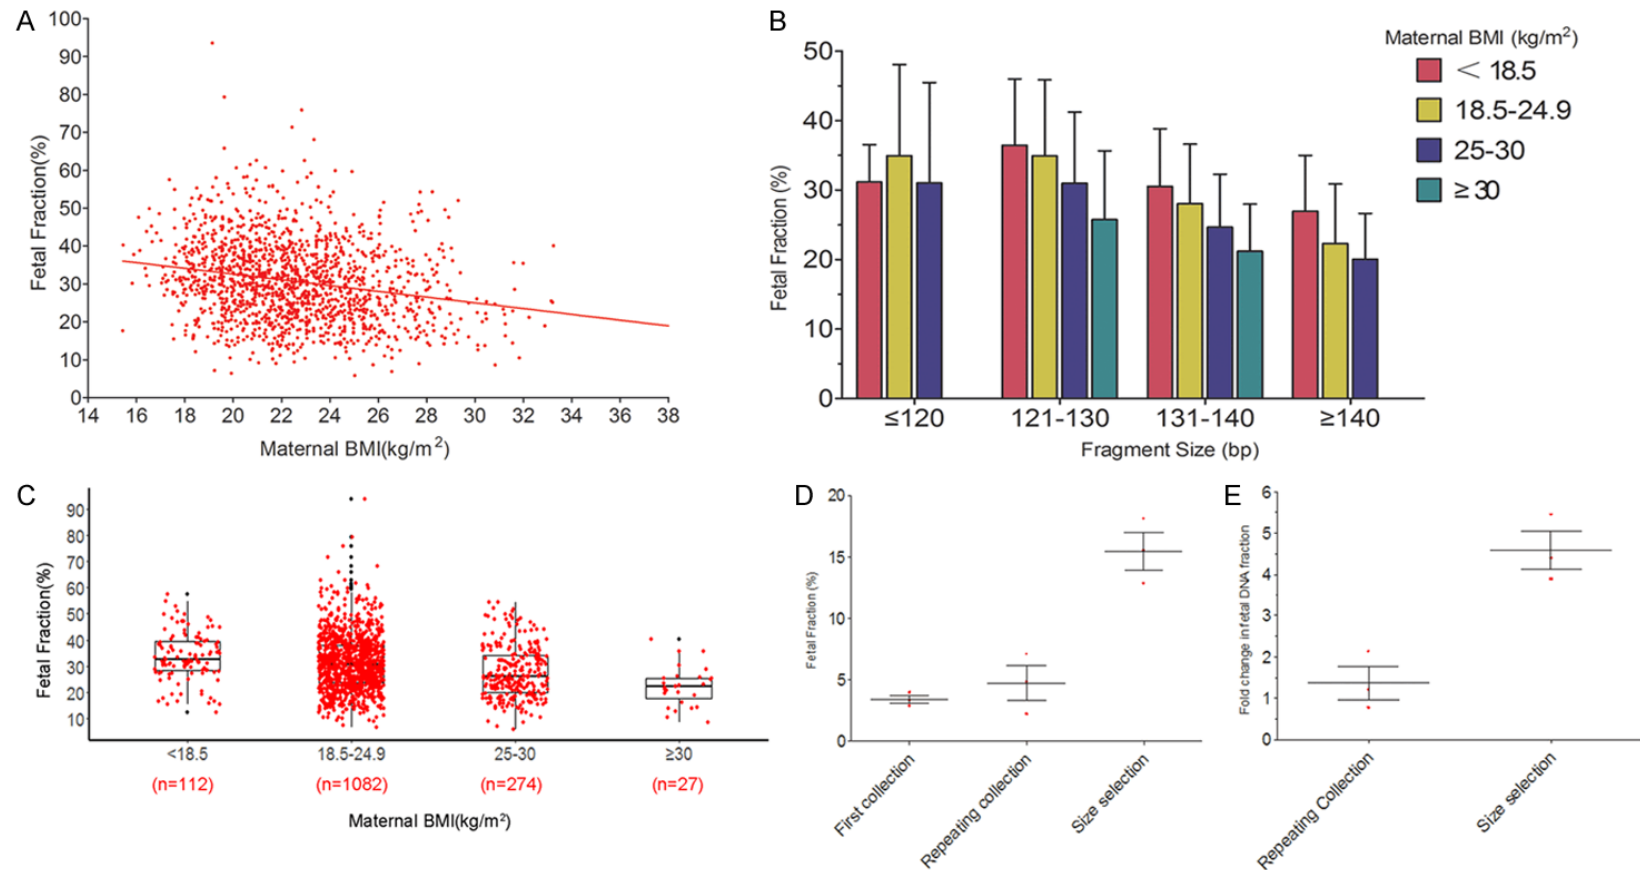 A
Fetal Fraction(%)
100
90
80
70
60
50
40
30
20
10
0
14 16 18 20 22 24 26 28 30 32 34 36 38
Maternal BMI(kg/m²)
B
Fetal Fraction (%)
50
40
30
20
10
0
≤120 121-130 131-140 ≥140
Fragment Size (bp)
Maternal BMI (kg/m²)
< 18.5
18.5-24.9
25-30
≥ 30
C
Fetal Fraction(%)
90
80
70
60
50
40
30
20
10
<18.5 18.5-24.9 25-30 ≥30
(n=112) (n=1082) (n=274) (n=27)
Maternal BMI(kg/m²)
D
Fetal Fraction (%)
20
15
10
5
0
First collection
Repeating collection
Size selection
E
Fold change in fetal DNA fraction
6
5
4
3
2
1
0
Repeating Collection
Size selection